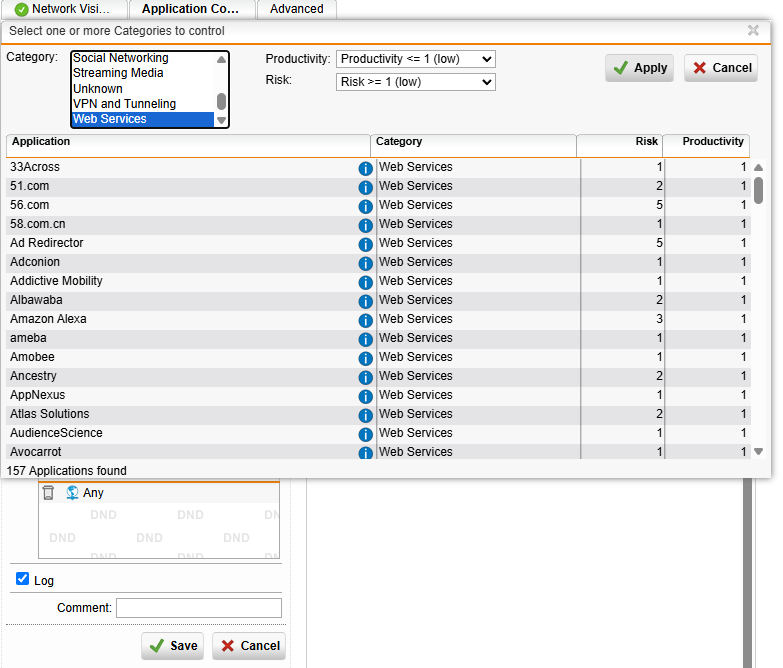 Network Visi... Application Co... Advanced
Select one or more Categories to control
Category: Social Networking Productivity: Productivity <= 1 (low) Apply Cancel
Streaming Media
Unknown Risk: Risk >= 1 (low)
VPN and Tunneling
Web Services
Application Category Risk Productivity
33Across Web Services 1 1
51.com Web Services 2 1
56.com Web Services 5 1
58.com.cn Web Services 1 1
Ad Redirector Web Services 5 1
Adconion Web Services 1 1
Addictive Mobility Web Services 1 1
Albawaba Web Services 2 1
Amazon Alexa Web Services 3 1
ameba Web Services 1 1
Amobee Web Services 1 1
Ancestry Web Services 2 1
AppNexus Web Services 1 1
Atlas Solutions Web Services 2 1
AudienceScience Web Services 1 1
Avocarrot Web Services 1 1
157 Applications found
Any
DND DND DN
DND DND DND
DND DND DN
Log
Comment:
Save Cancel